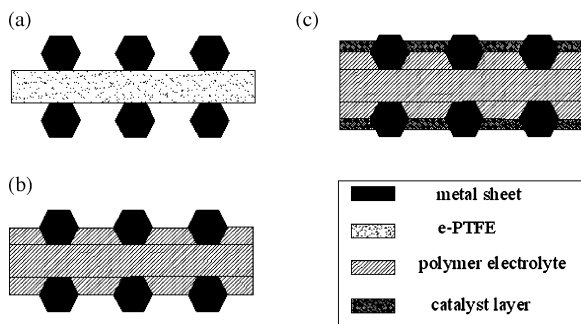 (a)
(b)
(c)
metal sheet
e-PTFE
polymer electrolyte
catalyst layer